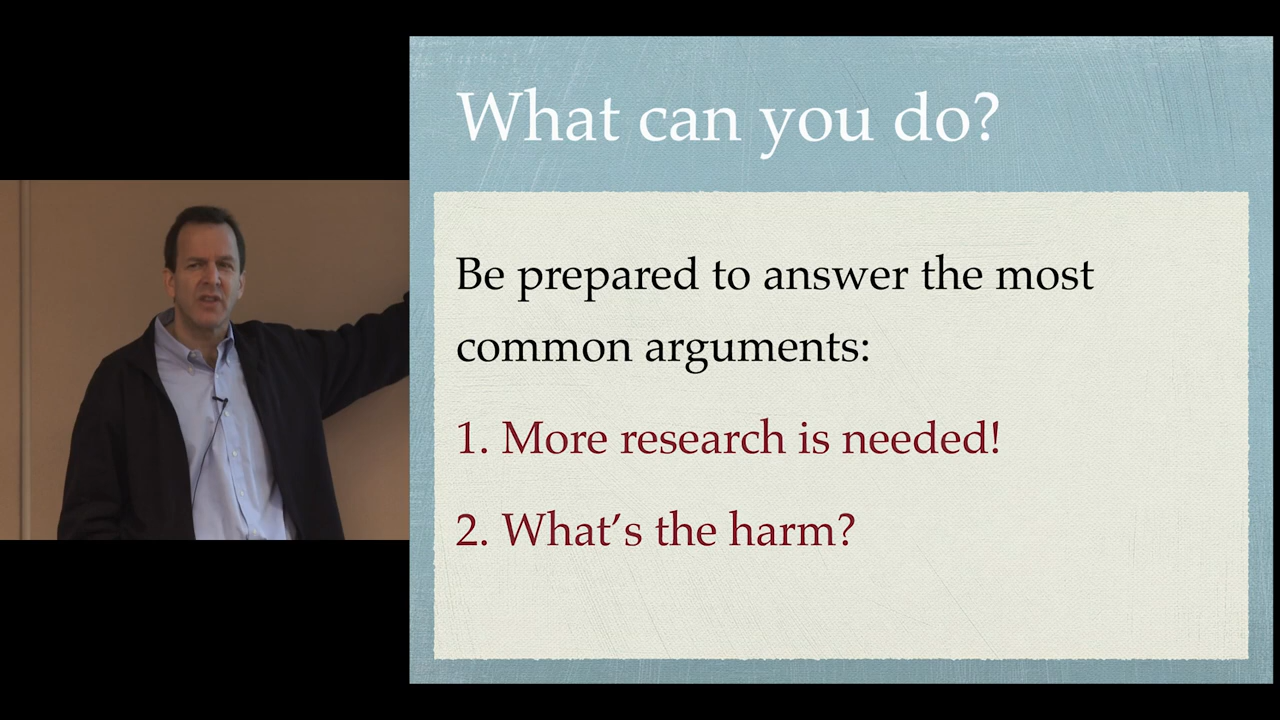 What can you do?
Be prepared to answer the most
common arguments:
1. More research is needed!
2. What’s the harm?